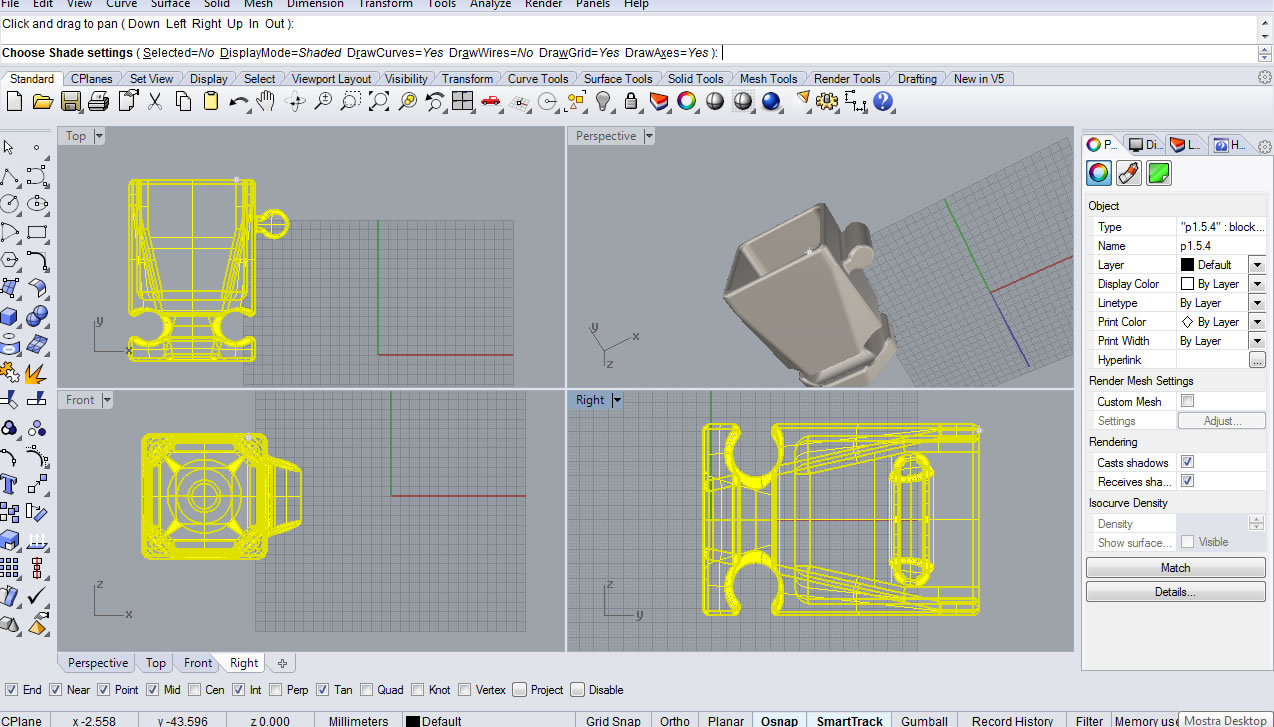 File Edit View Curve Surface Solid Mesh Dimension Transform Tools Analyze Render Panels Help
Click and drag to pan ( Down Left Right Up In Out ):
Choose Shade settings ( Selected=No DisplayMode=Shaded DrawCurves=Yes DrawWires=No DrawGrid=Yes DrawAxes=Yes ):
Standard CPlanes Set View Display Select Viewport Layout Visibility Transform Curve Tools Surface Tools Solid Tools Mesh Tools Render Tools Drafting New in V5
Top
Perspective
P... Di... L... H...
Object
Type "p1.5.4" : block...
Name p1.5.4
Layer Default
Display Color By Layer
Linetype By Layer
Print Color By Layer
Print Width By Layer
Hyperlink ...
Render Mesh Settings
Custom Mesh
Settings Adjust...
Rendering
Casts shadows
Receives sha...
Isocurve Density
Density
Show surface... Visible
Match
Details...
y
x
y
x
z
Front
Right
z
x
z
y
Perspective Top Front Right
End Near Point Mid Cen Int Perp Tan Quad Knot Vertex Project Disable
CPlane x -2.558 y -43.596 z 0.000 Millimeters Default Grid Snap Ortho Planar Osnap SmartTrack Gumball Record History Filter Memory use Mostra Desktop